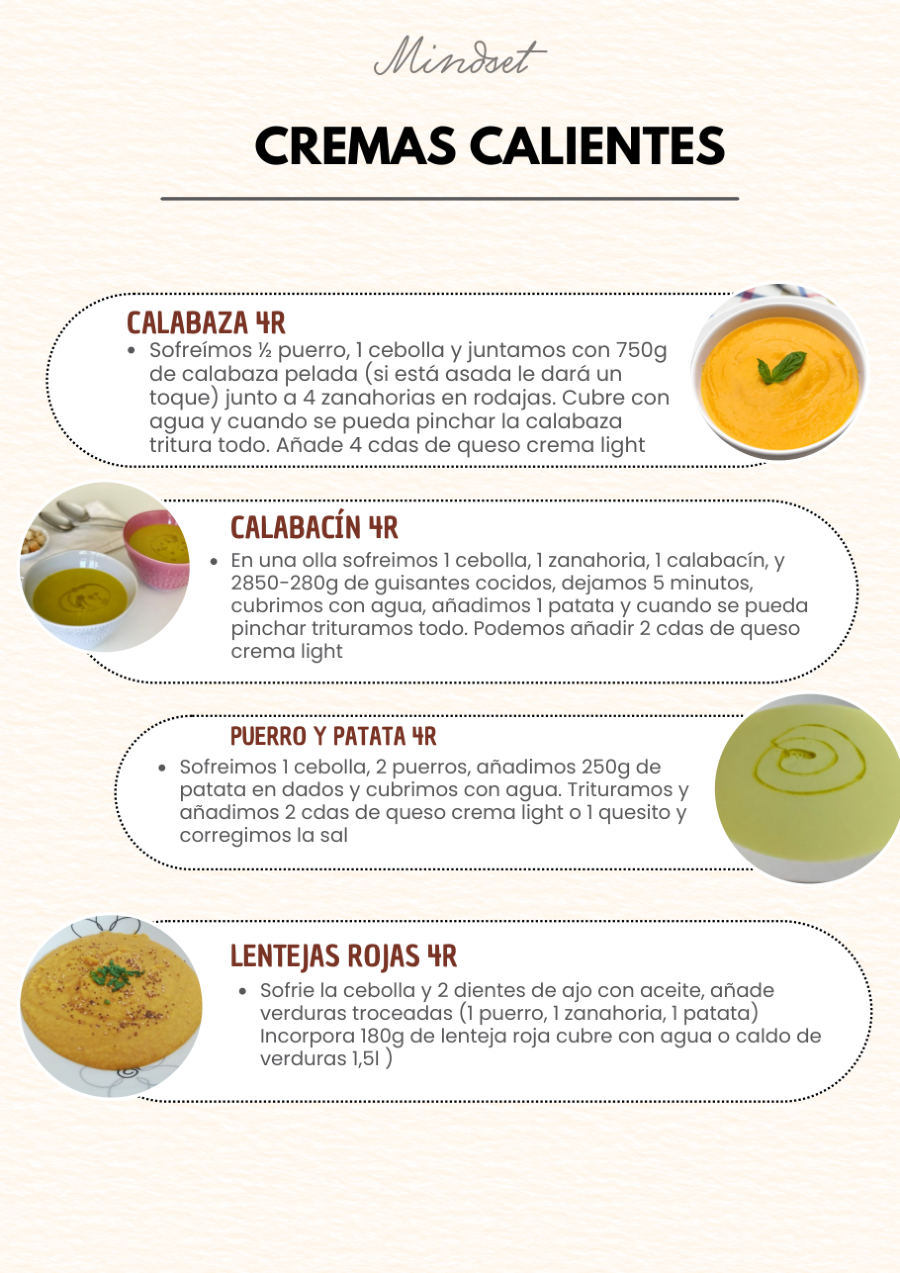 Mindset
CREMAS CALIENTES
CALABAZA 4R
• Sofreímos ½ puerro, 1 cebolla y juntamos con 750g
de calabaza pelada (si está asada le dará un
toque) junto a 4 zanahorias en rodajas. Cubre con
agua y cuando se pueda pinchar la calabaza
tritura todo. Añade 4 cdas de queso crema light
CALABACÍN 4R
• En una olla sofreimos 1 cebolla, 1 zanahoria, 1 calabacín, y
2850-280g de guisantes cocidos, dejamos 5 minutos,
cubrimos con agua, añadimos 1 patata y cuando se pueda
pinchar trituramos todo. Podemos añadir 2 cdas de queso
crema light
PUERRO Y PATATA 4R
• Sofreimos 1 cebolla, 2 puerros, añadimos 250g de
patata en dados y cubrimos con agua. Trituramos y
añadimos 2 cdas de queso crema light o 1 quesito y
corregimos la sal
LENTEJAS ROJAS 4R
• Sofrie la cebolla y 2 dientes de ajo con aceite, añade
verduras troceadas (1 puerro, 1 zanahoria, 1 patata)
Incorpora 180g de lenteja roja cubre con agua o caldo de
verduras 1,5l )